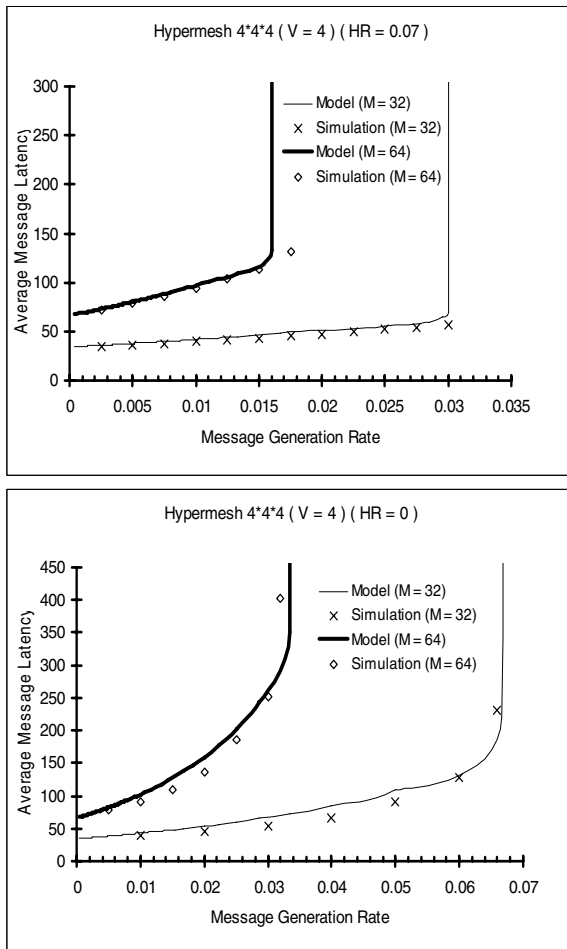 Hypermesh 4*4*4 ( V = 4 ) ( HR = 0.07 )
300
250
200
150
100
50
0
Average Message Latency
Model (M = 32)
Simulation (M = 32)
Model (M = 64)
Simulation (M = 64)
0 0.005 0.01 0.015 0.02 0.025 0.03 0.035
Message Generation Rate
Hypermesh 4*4*4 ( V = 4 ) ( HR = 0 )
450
400
350
300
250
200
150
100
50
0
Average Message Latency
Model (M = 32)
Simulation (M = 32)
Model (M = 64)
Simulation (M = 64)
0 0.01 0.02 0.03 0.04 0.05 0.06 0.07
Message Generation Rate